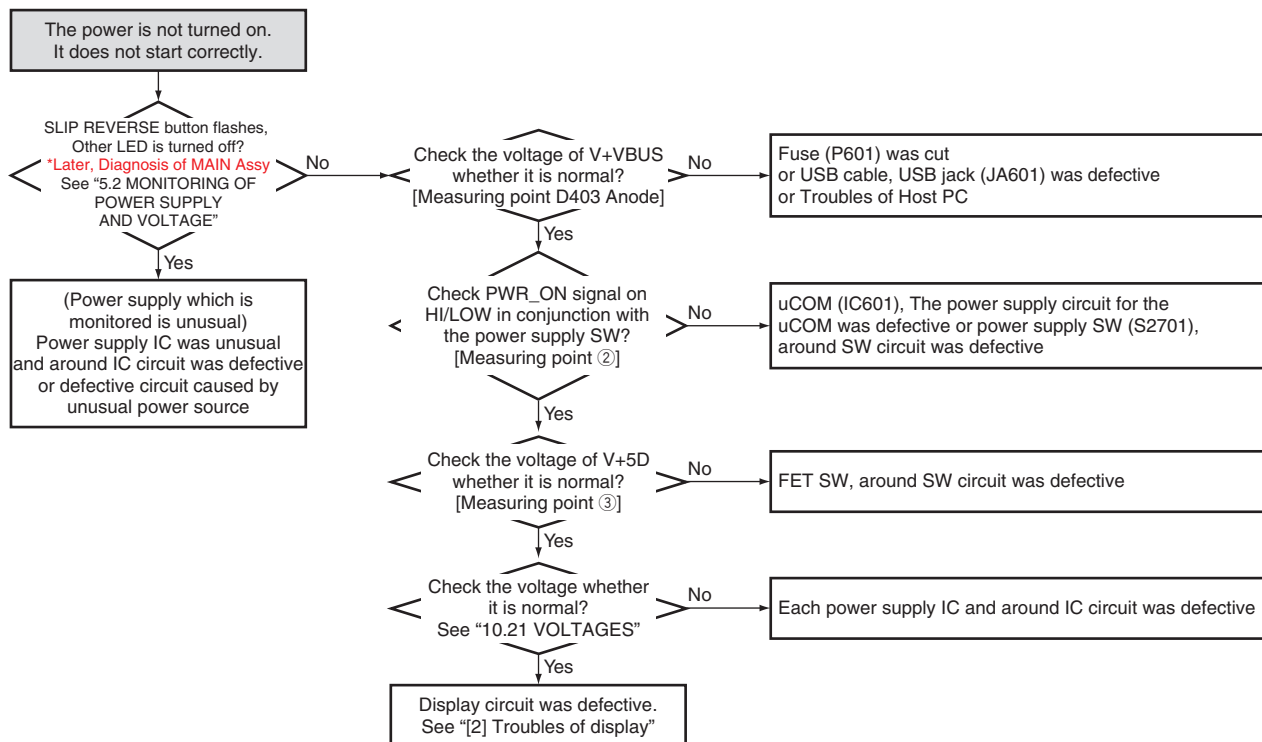 The power is not turned on.
It does not start correctly.
SLIP REVERSE button flashes,
Other LED is turned off?
*Later, Diagnosis of MAIN Assy
See “5.2 MONITORING OF
POWER SUPPLY
AND VOLTAGE”
No
Yes
(Power supply which is
monitored is unusual)
Power supply IC was unusual
and around IC circuit was defective
or defective circuit caused by
unusual power source
Check the voltage of V+VBUS
whether it is normal?
[Measuring point D403 Anode]
No
Fuse (P601) was cut
or USB cable, USB jack (JA601) was defective
or Troubles of Host PC
Yes
Check PWR_ON signal on
HI/LOW in conjunction with
the power supply SW?
[Measuring point ②]
No
uCOM (IC601), The power supply circuit for the
uCOM was defective or power supply SW (S2701),
around SW circuit was defective
Yes
Check the voltage of V+5D
whether it is normal?
[Measuring point ③]
No
FET SW, around SW circuit was defective
Yes
Check the voltage whether
it is normal?
See “10.21 VOLTAGES”
No
Each power supply IC and around IC circuit was defective
Yes
Display circuit was defective.
See “[2] Troubles of display”